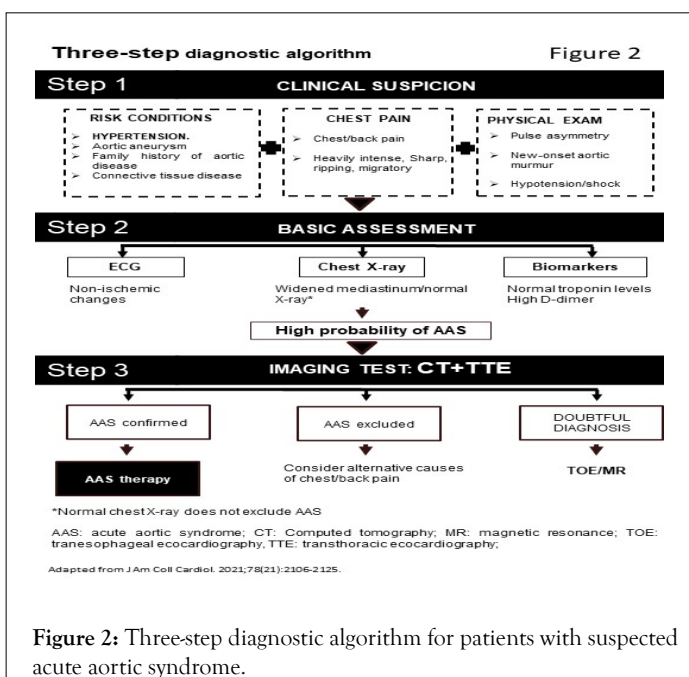 Three-step diagnostic algorithm Figure 2
Step 1 CLINICAL SUSPICION
RISK CONDITIONS
➢ HYPERTENSION.
➢ Aortic aneurysm
➢ Family history of aortic
disease
➢ Connective tissue disease
CHEST PAIN
➢ Chest/back pain
➢ Heavily intense, Sharp,
ripping, migratory
PHYSICAL EXAM
➢ Pulse asymmetry
➢ New-onset aortic
murmur
➢ Hypotension/shock
Step 2 BASIC ASSESSMENT
ECG
Non-ischemic
changes
Chest X-ray
Widened mediastinum/normal
X-ray*
Biomarkers
Normal troponin levels
High D-dimer
High probability of AAS
Step 3 IMAGING TEST: CT+TTE
AAS confirmed
AAS therapy
AAS excluded
Consider alternative causes
of chest/back pain
DOUBTFUL
DIAGNOSIS
TOE/MR
*Normal chest X-ray does not exclude AAS
AAS: acute aortic syndrome; CT: Computed tomography; MR: magnetic resonance; TOE:
tranesophageal ecocardiography, TTE: transthoracic ecocardiography;
Adapted from J Am Coll Cardiol. 2021;78(21):2106-2125.
Figure 2: Three-step diagnostic algorithm for patients with suspected
acute aortic syndrome.